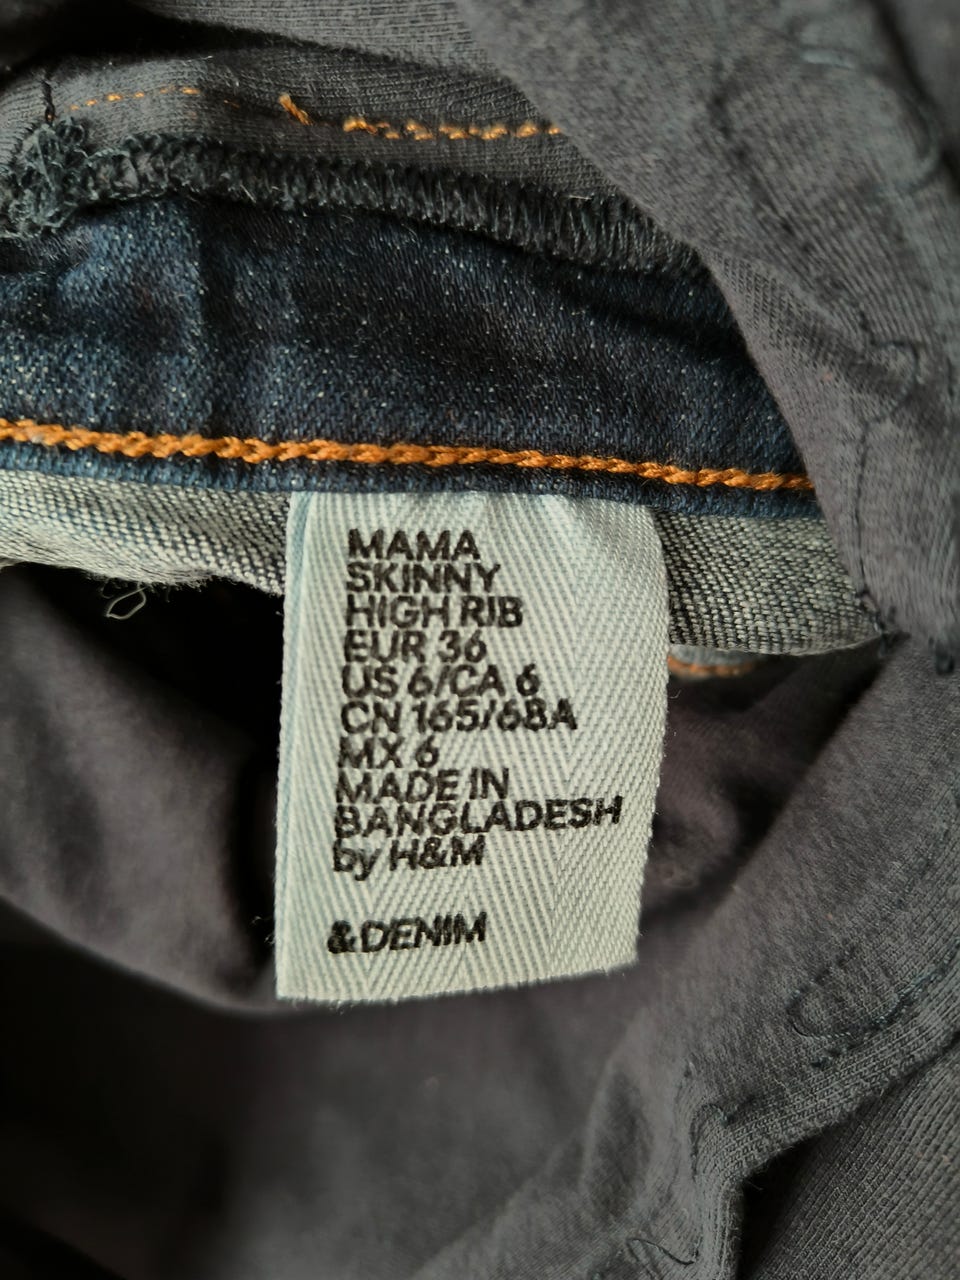 MAMA
SKINNY
HIGH RIB
EUR 36
US 6/CA 6
CN 165/68A
MX 6
MADE IN
BANGLADESH
by H&M
&DENIM